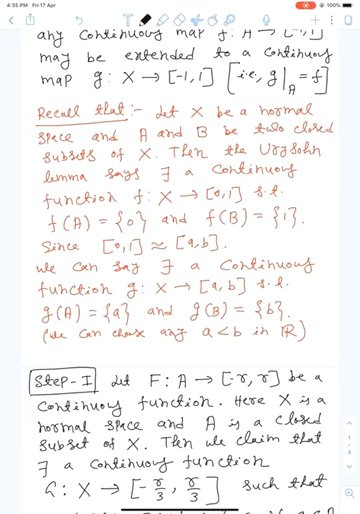 4:35 PM Fri 17 Apr
any continuous map f: A → [-1,1]
may be extended to a continuous
map g: X → [-1,1] [i.e, g|_A = f]
Recall that :- Let X be a normal
space and A and B be two closed
subsets of X. Then the Urysohn
lemma says ∃ a continuous
function f: X → [0,1] s.t.
f(A) = {0} and f(B) = {1}.
Since [0,1] ≈ [a,b].
We can say ∃ a continuous
function g: X → [a,b] s.t.
g(A) = {a} and g(B) = {b}.
(we can choose any a < b in ℝ)
Step-I Let F: A → [-r, r] be a
continuous function. Here X is a
normal space and A is a closed
subset of X. Then we claim that
∃ a continuous function
G: X → [-r/3, r/3] such that